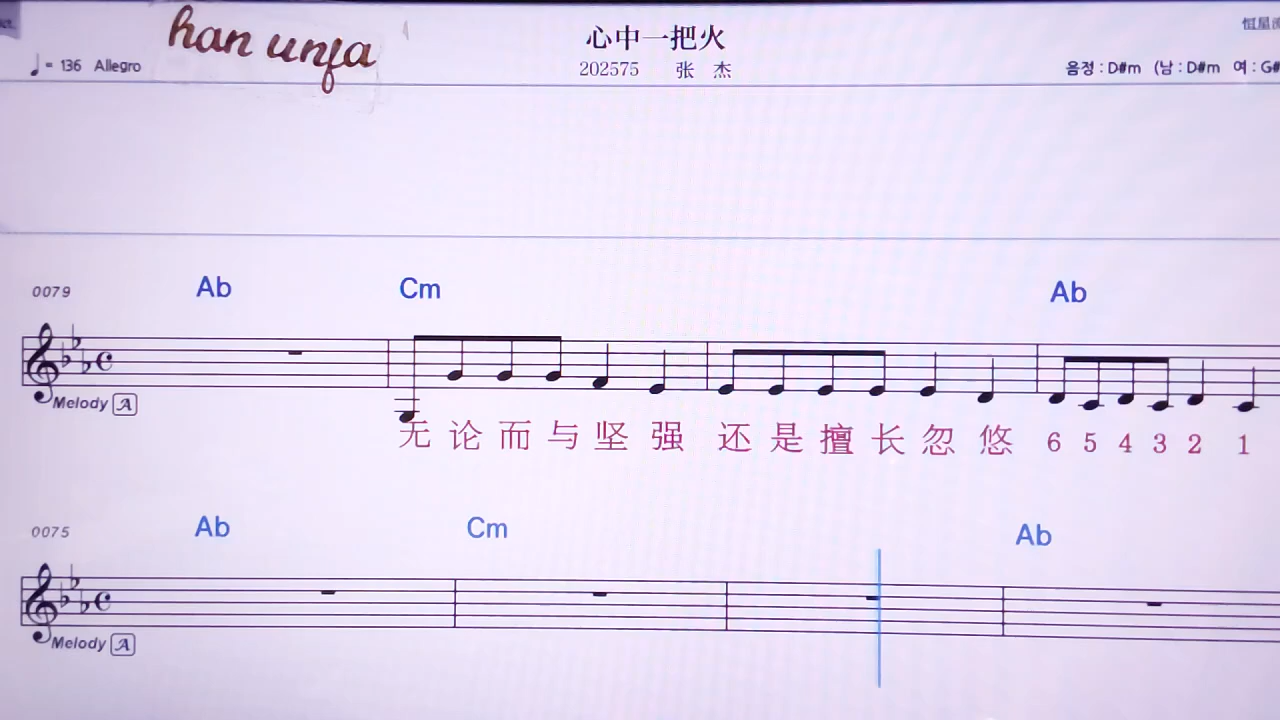 han unfa
心中一把火
♩= 136 Allegro
202575 张 杰
음정 : D#m (남 : D#m 여 : G#
0079 Ab Cm Ab
Melody A
无 论 而 与 坚 强 还 是 擅 长 忽 悠 6 5 4 3 2 1
0075 Ab Cm Ab
Melody A